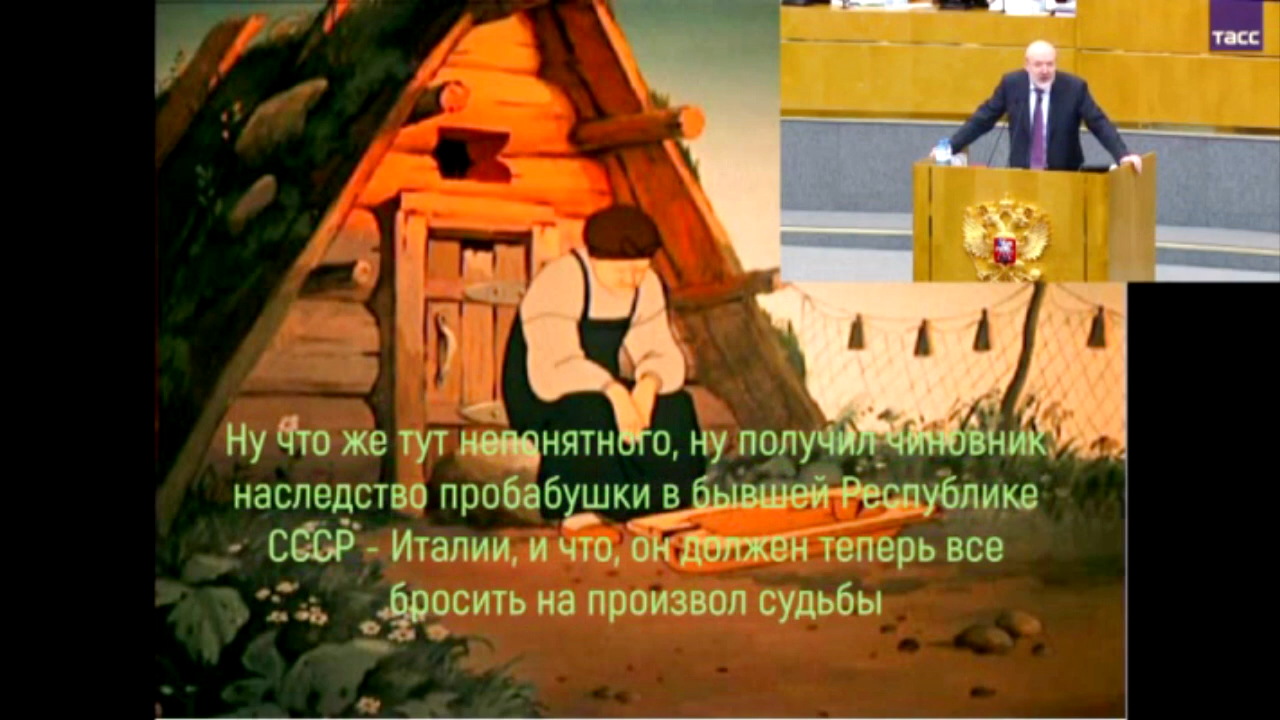 тасс
Ну что же тут непонятного, ну получил чиновник
наследство пробабушки в бывшей Республике
СССР - Италии, и что, он должен теперь все
бросить на произвол судьбы